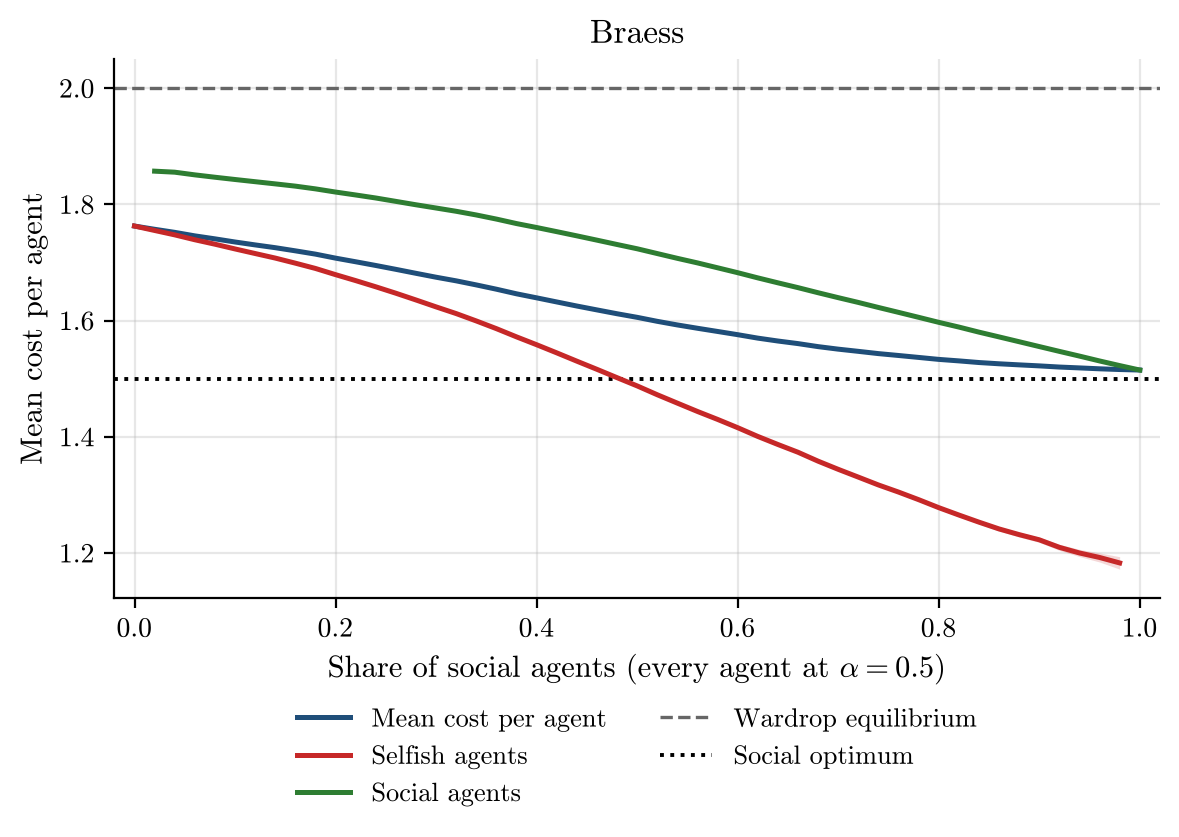 Braess
Mean cost per agent
2.0
1.8
1.6
1.4
1.2
0.0 0.2 0.4 0.6 0.8 1.0
Share of social agents (every agent at α = 0.5)
Mean cost per agent
Selfish agents
Social agents
Wardrop equilibrium
Social optimum